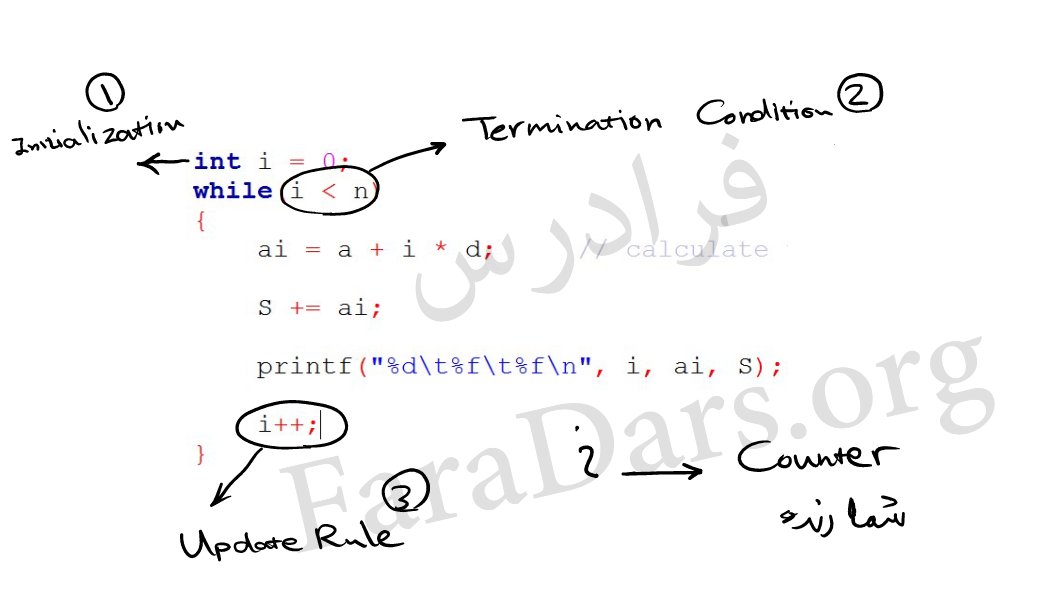 ①
Initialization
Termination Condition ②
int i = 0;
while (i < n)
{
ai = a + i * d; // calculate
S += ai;
printf("%d\t%f\t%f\n", i, ai, S);
i++;
}
i → Counter
شمارنده
③
Update Rule
فرادرس
FaraDars.org